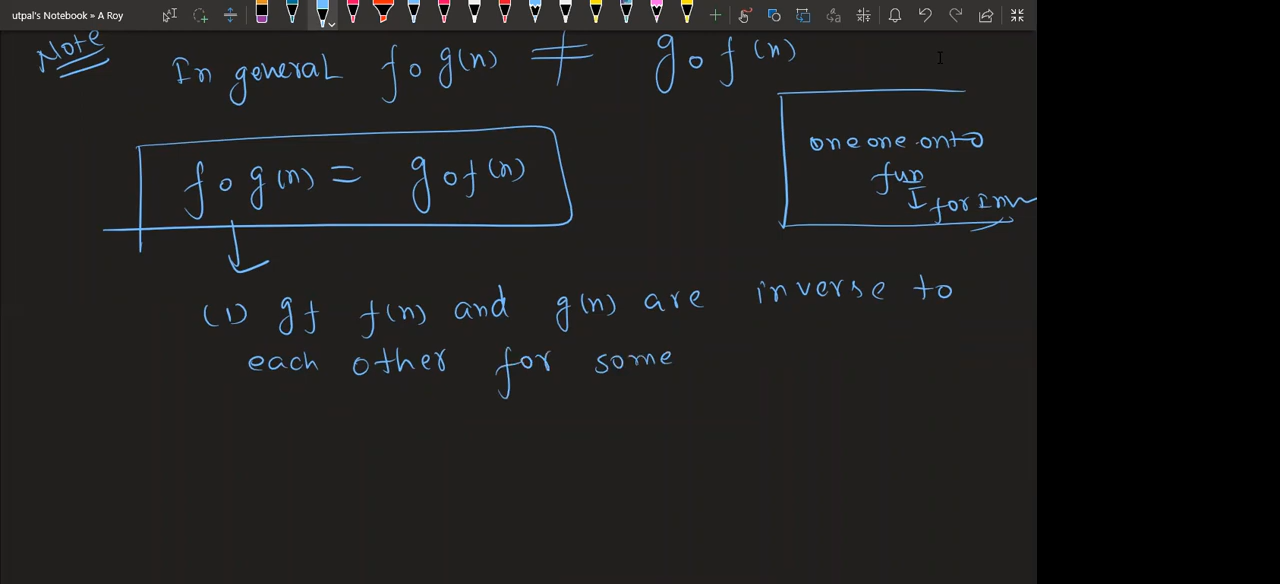 utpal's Notebook » A Roy
Note
In general f o g(n) ≠ g o f(n)
f o g(n) = g o f(n)
one one onto
fun
for Inv
(1) If f(n) and g(n) are inverse to
each other for some